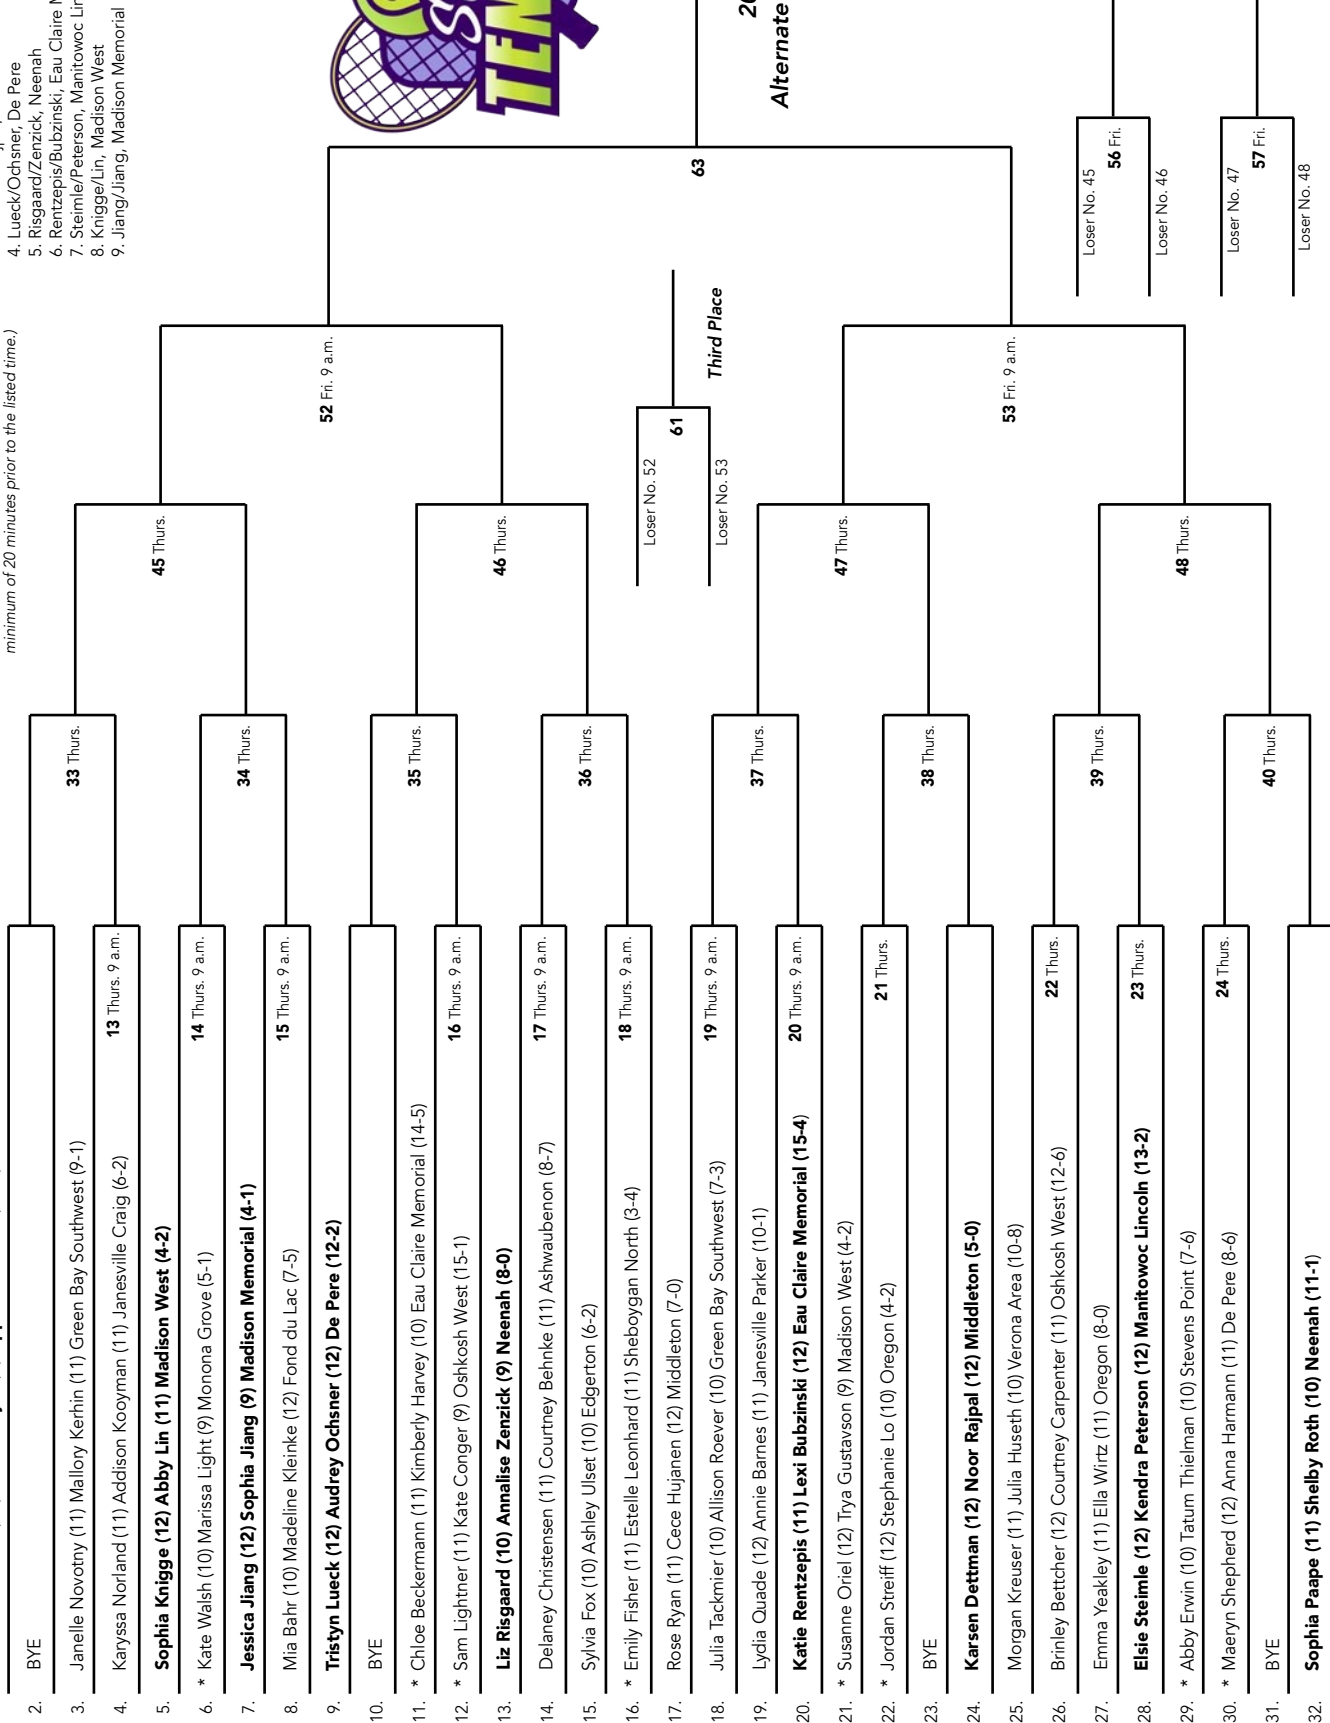 4. Lueck/Ochsner, De Pere
5. Risgaard/Zenzick, Neenah
6. Rentzepis/Bubzinski, Eau Claire
7. Steimle/Peterson, Manitowoc
8. Knigge/Lin, Madison West
9. Jiang/Jiang, Madison Memorial
minimum of 20 minutes prior to the listed time.)
TEN
20
Alternate
2. BYE
3. Janelle Novotny (11) Mallory Kerhin (11) Green Bay Southwest (9-1)
4. Karyssa Norland (11) Addison Kooyman (11) Janesville Craig (6-2)
5. Sophia Knigge (12) Abby Lin (11) Madison West (4-2)
6. * Kate Walsh (10) Marissa Light (9) Monona Grove (5-1)
7. Jessica Jiang (12) Sophia Jiang (9) Madison Memorial (4-1)
8. Mia Bahr (10) Madeline Kleinke (12) Fond du Lac (7-5)
9. Tristyn Lueck (12) Audrey Ochsner (12) De Pere (12-2)
10. BYE
11. * Chloe Beckermann (11) Kimberly Harvey (10) Eau Claire Memorial (14-5)
12. * Sam Lightner (11) Kate Conger (9) Oshkosh West (15-1)
13. Liz Risgaard (10) Annalise Zenzick (9) Neenah (8-0)
14. Delaney Christensen (11) Courtney Behnke (11) Ashwaubenon (8-7)
15. Sylvia Fox (10) Ashley Ulset (10) Edgerton (6-2)
16. * Emily Fisher (11) Estelle Leonhard (11) Sheboygan North (3-4)
17. Rose Ryan (11) Cece Hujanen (12) Middleton (7-0)
18. Julia Tackmier (10) Allison Roever (10) Green Bay Southwest (7-3)
19. Lydia Quade (12) Annie Barnes (11) Janesville Parker (10-1)
20. Katie Rentzepis (11) Lexi Bubzinski (12) Eau Claire Memorial (15-4)
21. * Susanne Oriel (12) Trya Gustavson (9) Madison West (4-2)
22. * Jordan Streiff (12) Stephanie Lo (10) Oregon (4-2)
23. BYE
24. Karsen Dettman (12) Noor Rajpal (12) Middleton (5-0)
25. Morgan Kreuser (11) Julia Huseth (10) Verona Area (10-8)
26. Brinley Bettcher (12) Courtney Carpenter (11) Oshkosh West (12-6)
27. Emma Yeakley (11) Ella Wirtz (11) Oregon (8-0)
28. Elsie Steimle (12) Kendra Peterson (12) Manitowoc Lincoln (13-2)
29. * Abby Erwin (10) Tatum Thielman (10) Stevens Point (7-6)
30. * Maeryn Shepherd (12) Anna Harmann (11) De Pere (8-6)
31. BYE
32. Sophia Paape (11) Shelby Roth (10) Neenah (11-1)
13 Thurs. 9 a.m.
14 Thurs. 9 a.m.
15 Thurs. 9 a.m.
16 Thurs. 9 a.m.
17 Thurs. 9 a.m.
18 Thurs. 9 a.m.
19 Thurs. 9 a.m.
20 Thurs. 9 a.m.
21 Thurs.
22 Thurs.
23 Thurs.
24 Thurs.
33 Thurs.
34 Thurs.
35 Thurs.
36 Thurs.
37 Thurs.
38 Thurs.
39 Thurs.
40 Thurs.
45 Thurs.
46 Thurs.
47 Thurs.
48 Thurs.
52 Fri. 9 a.m.
53 Fri. 9 a.m.
Loser No. 52
61
Loser No. 53
Third Place
63
Loser No. 45
56 Fri.
Loser No. 46
Loser No. 47
57 Fri.
Loser No. 48